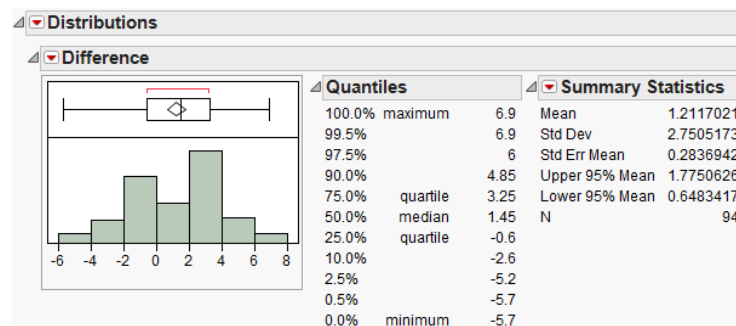 Distributions
Difference
-6 -4 -2 0 2 4 6 8
Quantiles
100.0% maximum 6.9
99.5% 6.9
97.5% 6
90.0% 4.85
75.0% quartile 3.25
50.0% median 1.45
25.0% quartile -0.6
10.0% -2.6
2.5% -5.2
0.5% -5.7
0.0% minimum -5.7
Summary Statistics
Mean 1.2117021
Std Dev 2.7505173
Std Err Mean 0.2836942
Upper 95% Mean 1.7750626
Lower 95% Mean 0.6483417
N 94